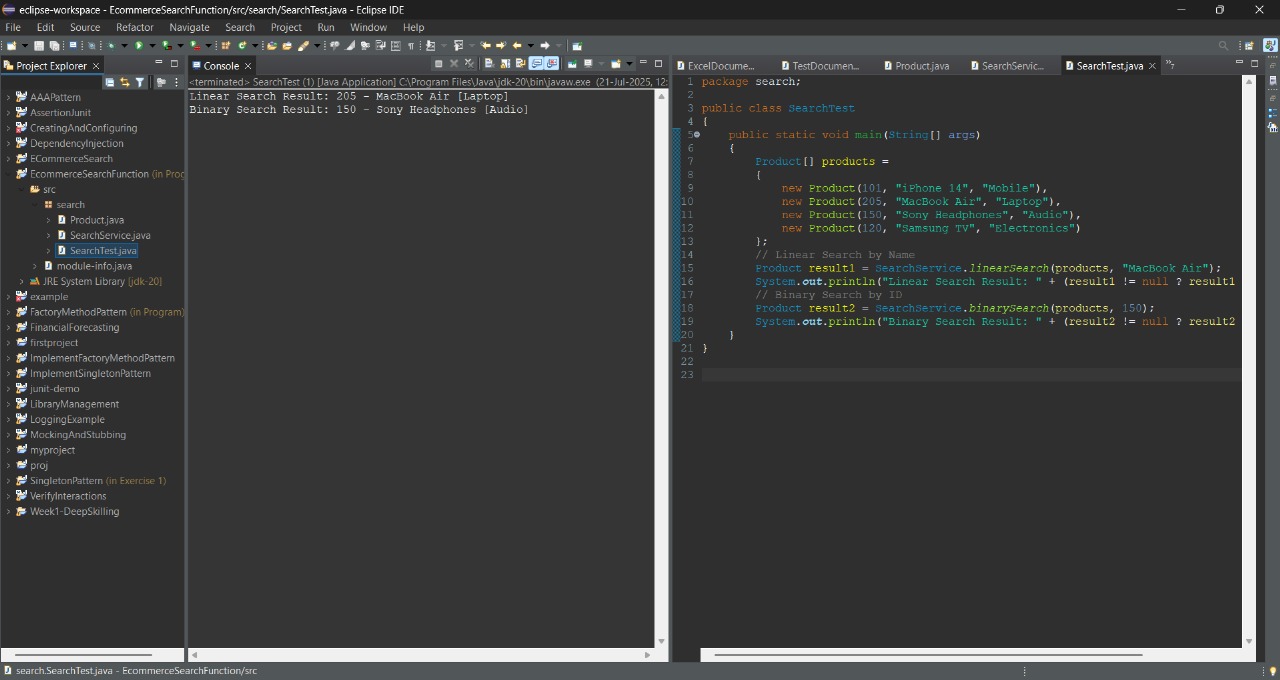 eclipse-workspace - EcommerceSearchFunction/src/search/SearchTest.java - Eclipse IDE
File Edit Source Refactor Navigate Search Project Run Window Help
Project Explorer
AAAPattern
AssertionJunit
CreatingAndConfiguring
DependencyInjection
ECommerceSearch
EcommerceSearchFunction (in Prog
src
search
Product.java
SearchService.java
SearchTest.java
module-info.java
JRE System Library [jdk-20]
example
FactoryMethodPattern (in Program)
FinancialForecasting
firstproject
ImplementFactoryMethodPattern
ImplementSingletonPattern
junit-demo
LibraryManagement
LoggingExample
MockingAndStubbing
myproject
proj
SingletonPattern (in Exercise 1)
VerifyInteractions
Week1-DeepSkilling
Console
<terminated> SearchTest (1) [Java Application] C:\Program Files\Java\jdk-20\bin\javaw.exe (21-Jul-2025, 12:
Linear Search Result: 205 - MacBook Air [Laptop]
Binary Search Result: 150 - Sony Headphones [Audio]
ExcelDocume... TestDocumen... Product.java SearchServic... SearchTest.java »7
1 package search;
2
3 public class SearchTest
4 {
5 public static void main(String[] args)
6 {
7 Product[] products =
8 {
9 new Product(101, "iPhone 14", "Mobile"),
10 new Product(205, "MacBook Air", "Laptop"),
11 new Product(150, "Sony Headphones", "Audio"),
12 new Product(120, "Samsung TV", "Electronics")
13 };
14 // Linear Search by Name
15 Product result1 = SearchService.linearSearch(products, "MacBook Air");
16 System.out.println("Linear Search Result: " + (result1 != null ? result1
17 // Binary Search by ID
18 Product result2 = SearchService.binarySearch(products, 150);
19 System.out.println("Binary Search Result: " + (result2 != null ? result2
20 }
21 }
22
23
search.SearchTest.java - EcommerceSearchFunction/src